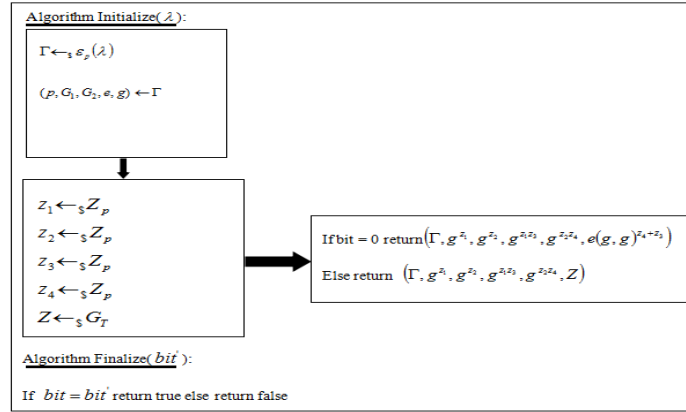 Algorithm Initialize(λ):
Γ ←$ ε_p(λ)
(p, G_1, G_2, e, g) ← Γ
z_1 ←$ Z_p
z_2 ←$ Z_p
z_3 ←$ Z_p
z_4 ←$ Z_p
Z ←$ G_T
If bit = 0 return (Γ, g^{z_1}, g^{z_2}, g^{z_1 z_3}, g^{z_2 z_4}, e(g, g)^{z_4+z_3})
Else return (Γ, g^{z_1}, g^{z_2}, g^{z_1 z_3}, g^{z_2 z_4}, Z)
Algorithm Finalize(bit'):
If bit = bit' return true else return false